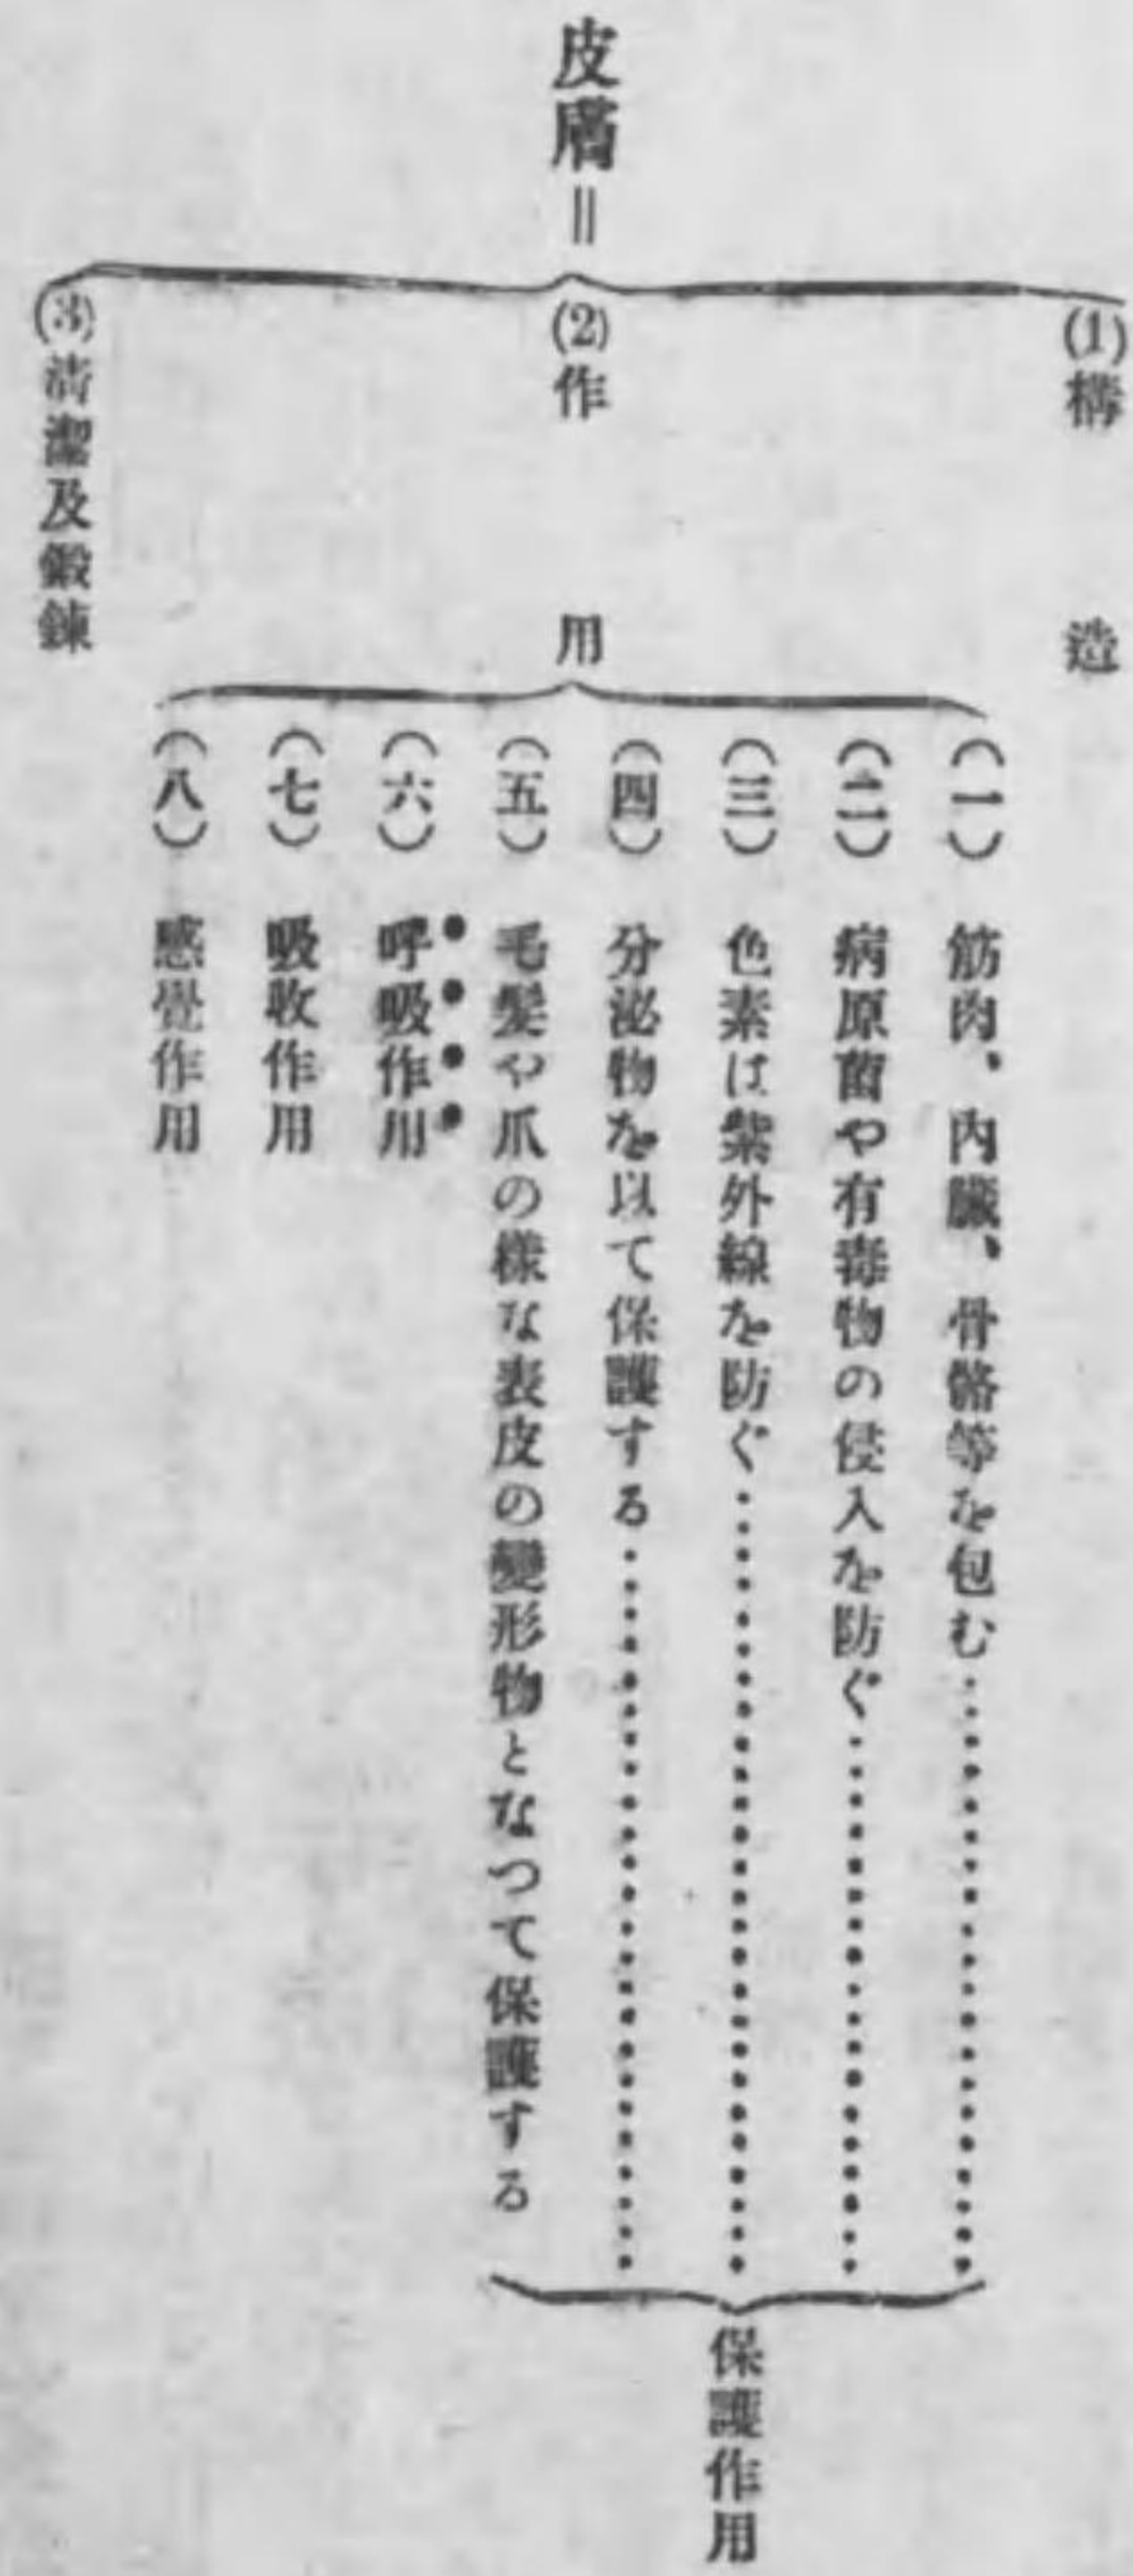 皮膚＝
(1)構造
(2)作用
(一)筋肉、内臓、骨骼等を包む……………………
(二)病原菌や有毒物の侵入を防ぐ…………………
(三)色素は紫外線を防ぐ…………………………
(四)分泌物を以て保護する………………………
(五)毛髪や爪の樣な表皮の變形物となつて保護する
保護作用
(六)呼吸作用
(七)吸收作用
(八)感覺作用
(3)淸潔及鍛錬